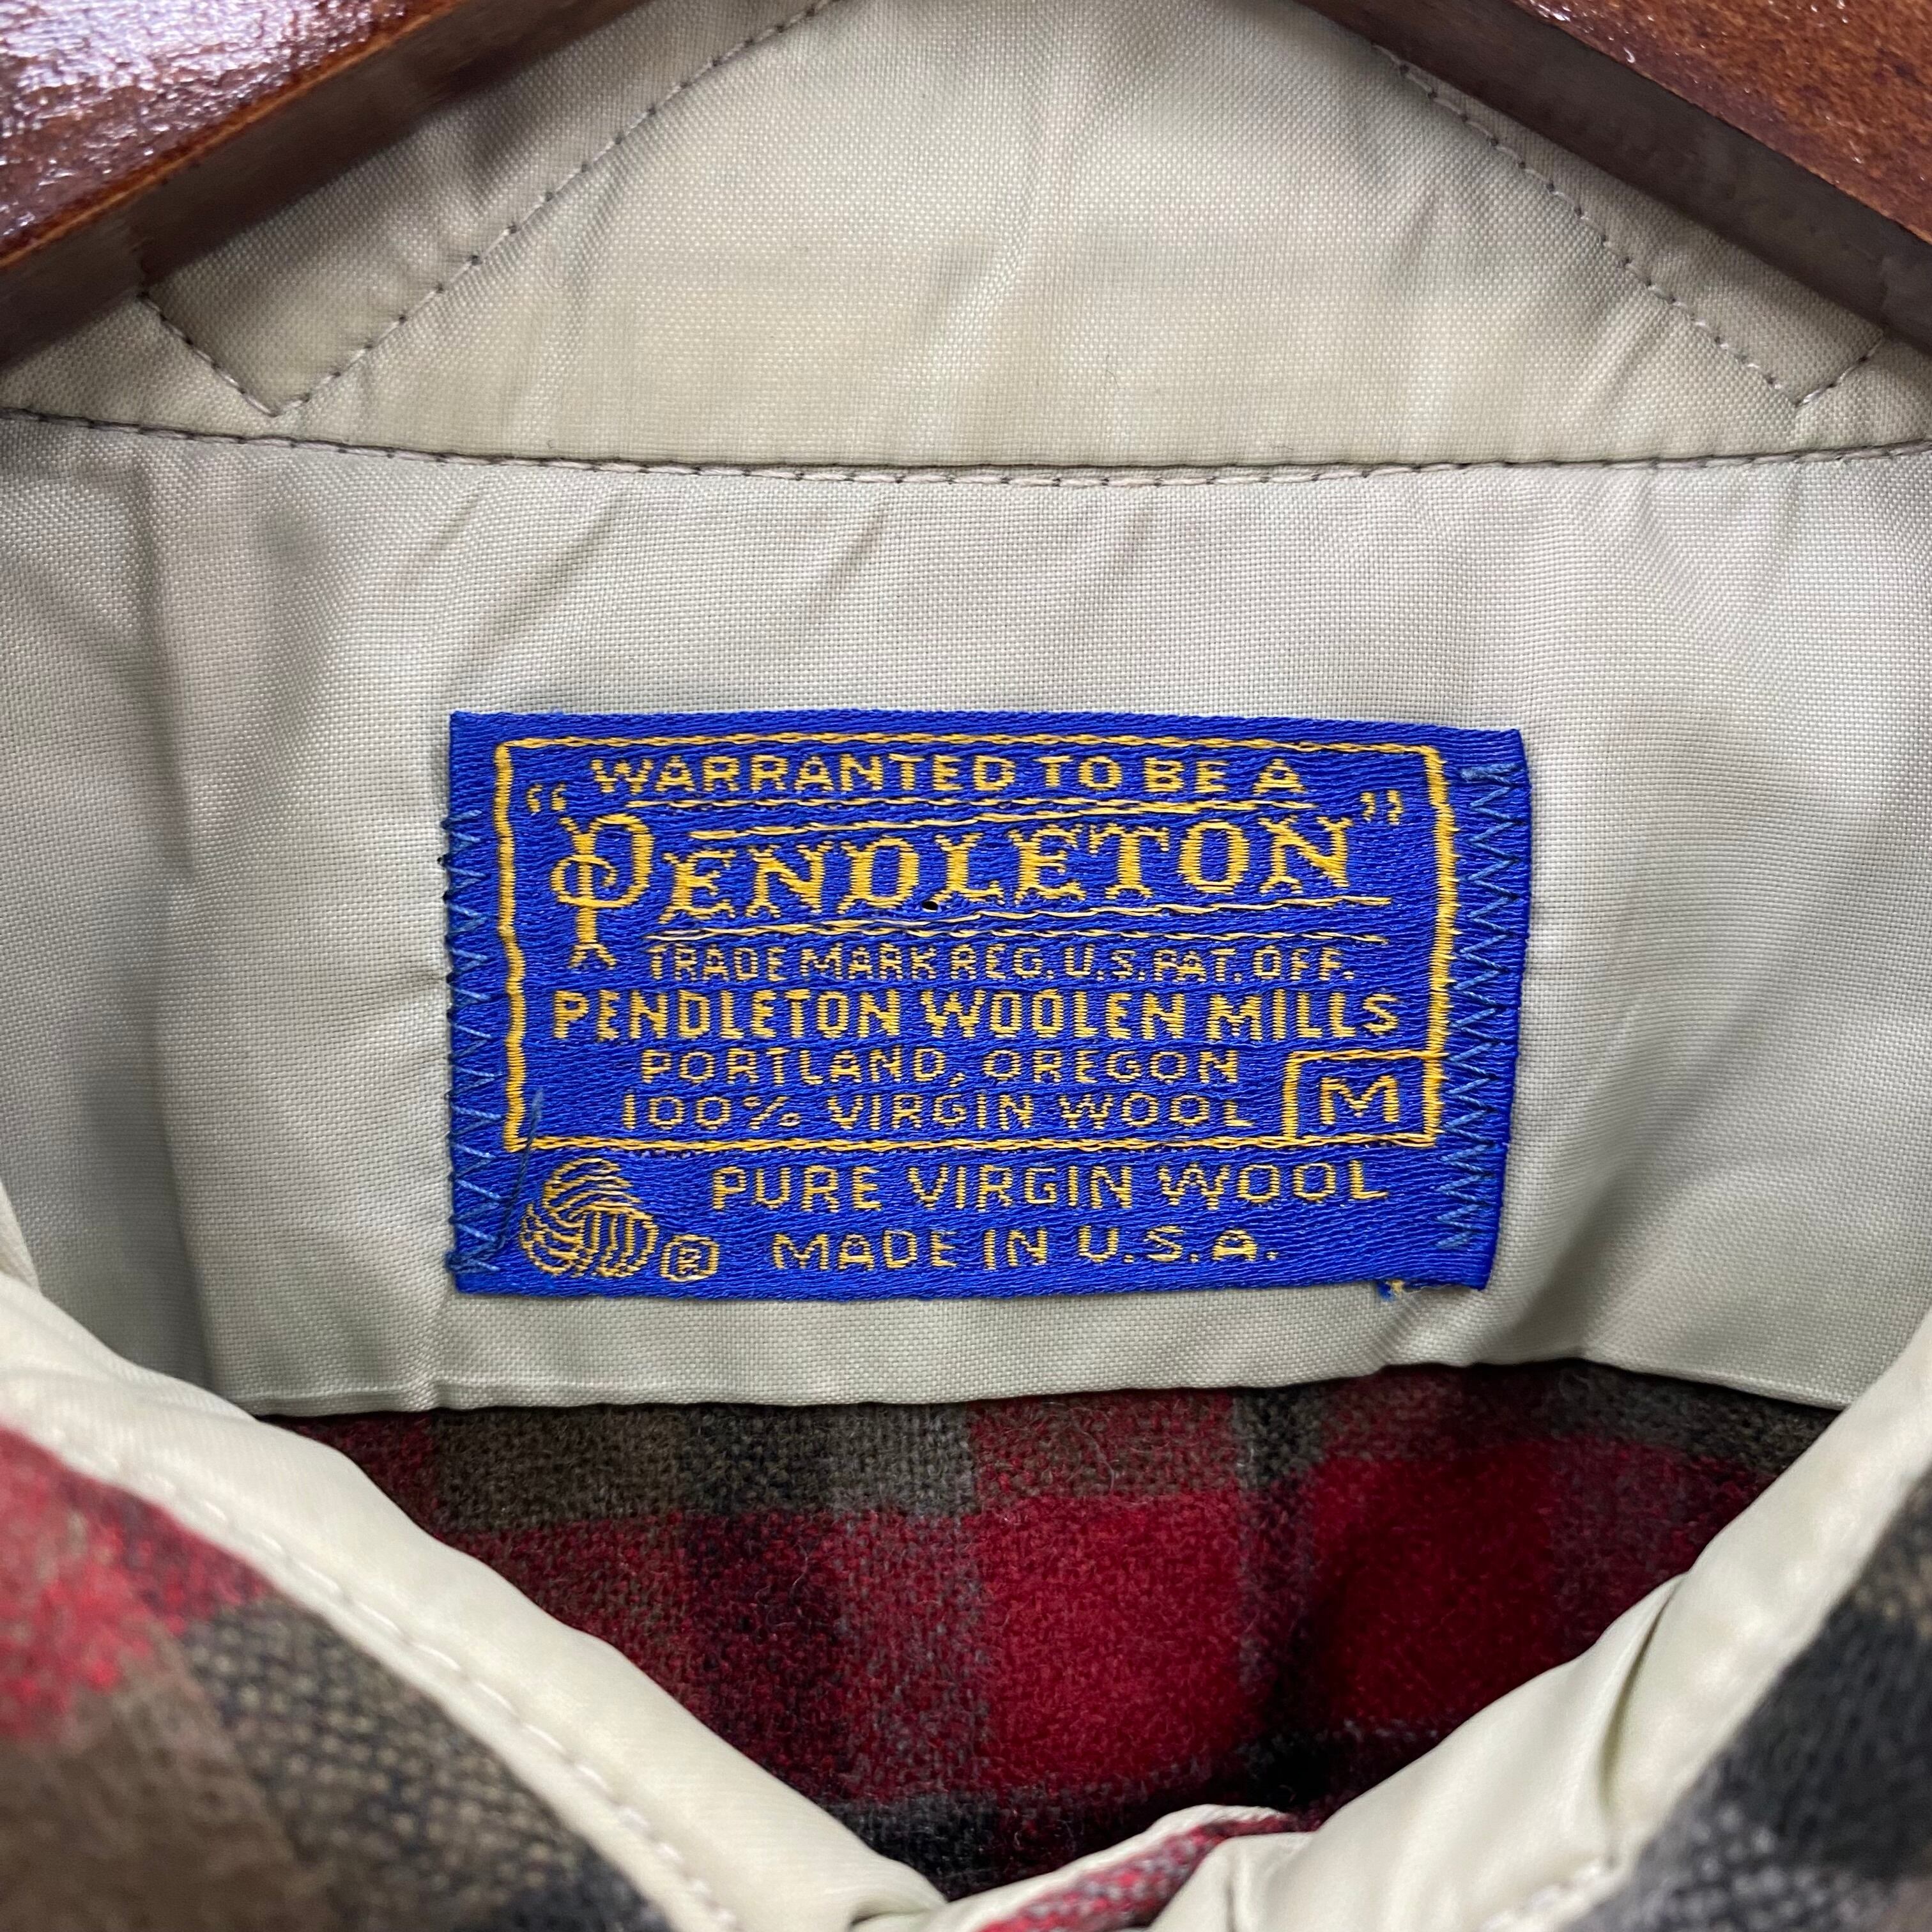 WARRANTED TO BE A
"PENDLETON"
TRADE MARK REG. U.S. PAT. OFF.
PENDLETON WOOLEN MILLS
PORTLAND, OREGON
100% VIRGIN WOOL M
PURE VIRGIN WOOL
® MADE IN U.S.A.